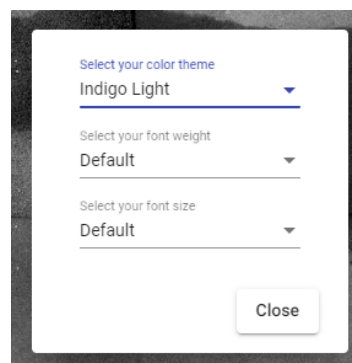 Select your color theme
Indigo Light
Select your font weight
Default
Select your font size
Default
Close